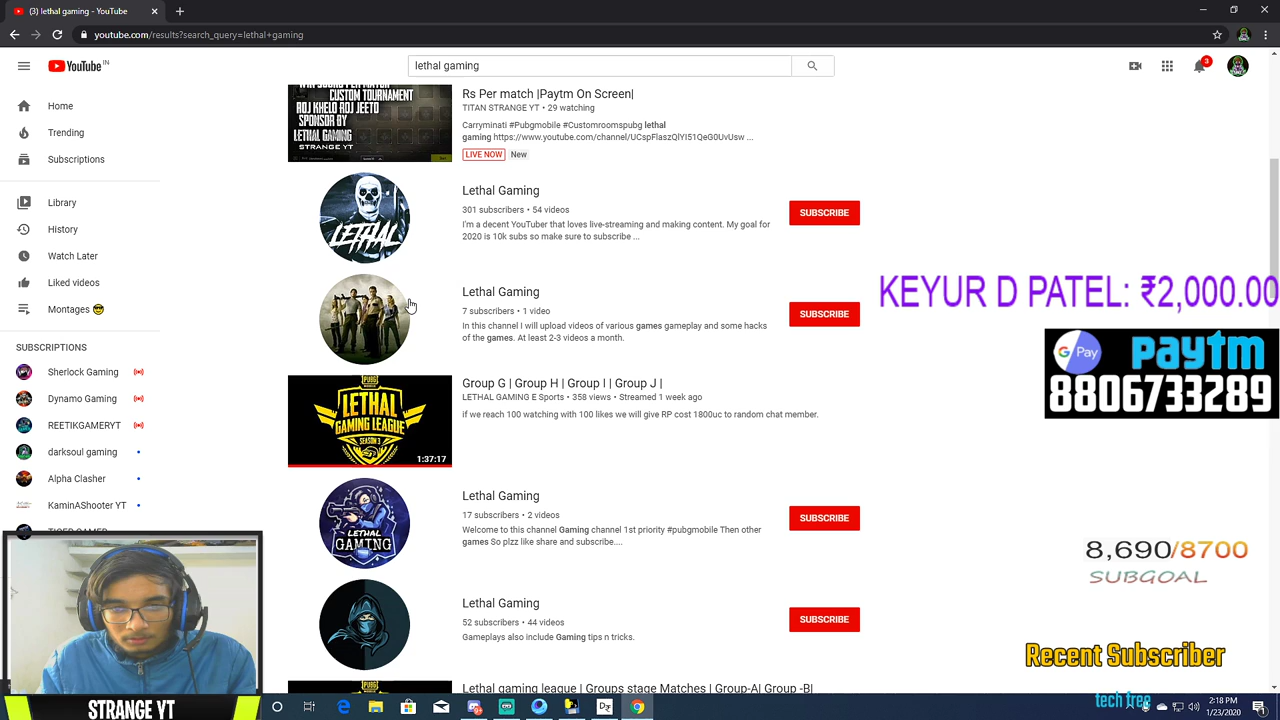 (3) lethal gaming - YouTube
youtube.com/results?search_query=lethal+gaming
YouTube IN
lethal gaming
3
Home
Trending
Subscriptions
Library
History
Watch Later
Liked videos
Montages 😎
SUBSCRIPTIONS
Sherlock Gaming
Dynamo Gaming
REETIKGAMERYT
darksoul gaming
Alpha Clasher
KaminAShooter YT
CUSTOM TOURNAMENT
ROJ KHELO ROJ JEETO
SPONSOR BY
LETHAL GAMING
STRANGE YT
Rs Per match |Paytm On Screen|
TITAN STRANGE YT • 29 watching
Carryminati #Pubgmobile #Customroomspubg lethal
gaming https://www.youtube.com/channel/UCspFlaszQlYI51QeG0UvUsw ...
LIVE NOW New
LETHAL
Lethal Gaming
301 subscribers • 54 videos
I'm a decent YouTuber that loves live-streaming and making content. My goal for
2020 is 10k subs so make sure to subscribe ...
SUBSCRIBE
Lethal Gaming
7 subscribers • 1 video
In this channel I will upload videos of various games gameplay and some hacks
of the games. At least 2-3 videos a month.
SUBSCRIBE
PUBG
MOBILE
LETHAL
GAMING LEAGUE
SEASON 3
1:37:17
Group G | Group H | Group I | Group J |
LETHAL GAMING E Sports • 358 views • Streamed 1 week ago
if we reach 100 watching with 100 likes we will give RP cost 1800uc to random chat member.
LETHAL
GAMING
Lethal Gaming
17 subscribers • 2 videos
Welcome to this channel Gaming channel 1st priority #pubgmobile Then other
games So plzz like share and subscribe....
SUBSCRIBE
Lethal Gaming
52 subscribers • 44 videos
Gameplays also include Gaming tips n tricks.
SUBSCRIBE
PUBG
Lethal gaming league | Groups stage Matches | Group-A| Group -B|
KEYUR D PATEL: ₹2,000.00
G Pay paytm
8806733289
8,690/8700
SUBGOAL
Recent Subscriber
tech free
STRANGE YT
2:18 PM
1/23/2020